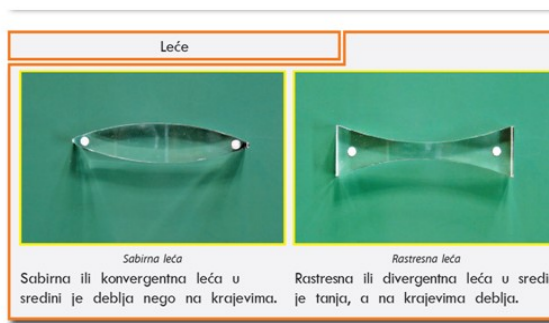 Leće
Sabirna leća
Sabirna ili konvergentna leća u
sredini je deblja nego na krajevima.
Rastresna leća
Rastresna ili divergentna leća u
je tanja, a na krajevima deblja.